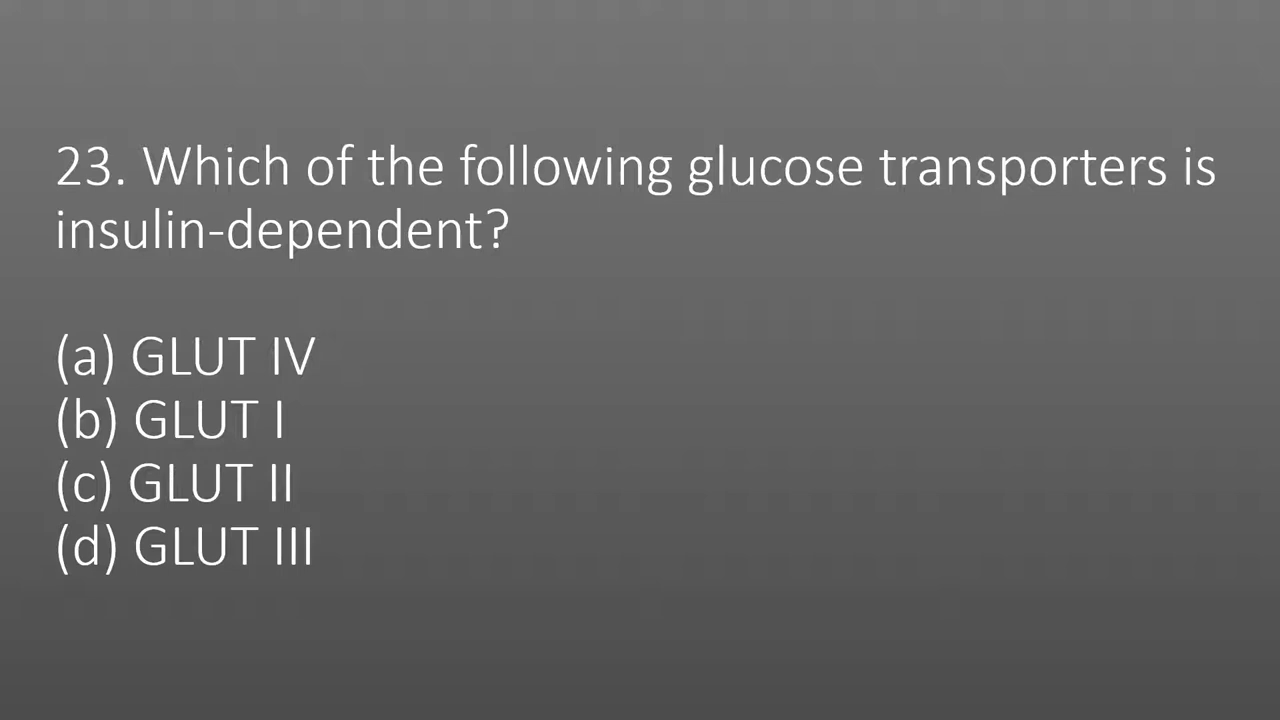 23. Which of the following glucose transporters is
insulin-dependent?
(a) GLUT IV
(b) GLUT I
(c) GLUT II
(d) GLUT III